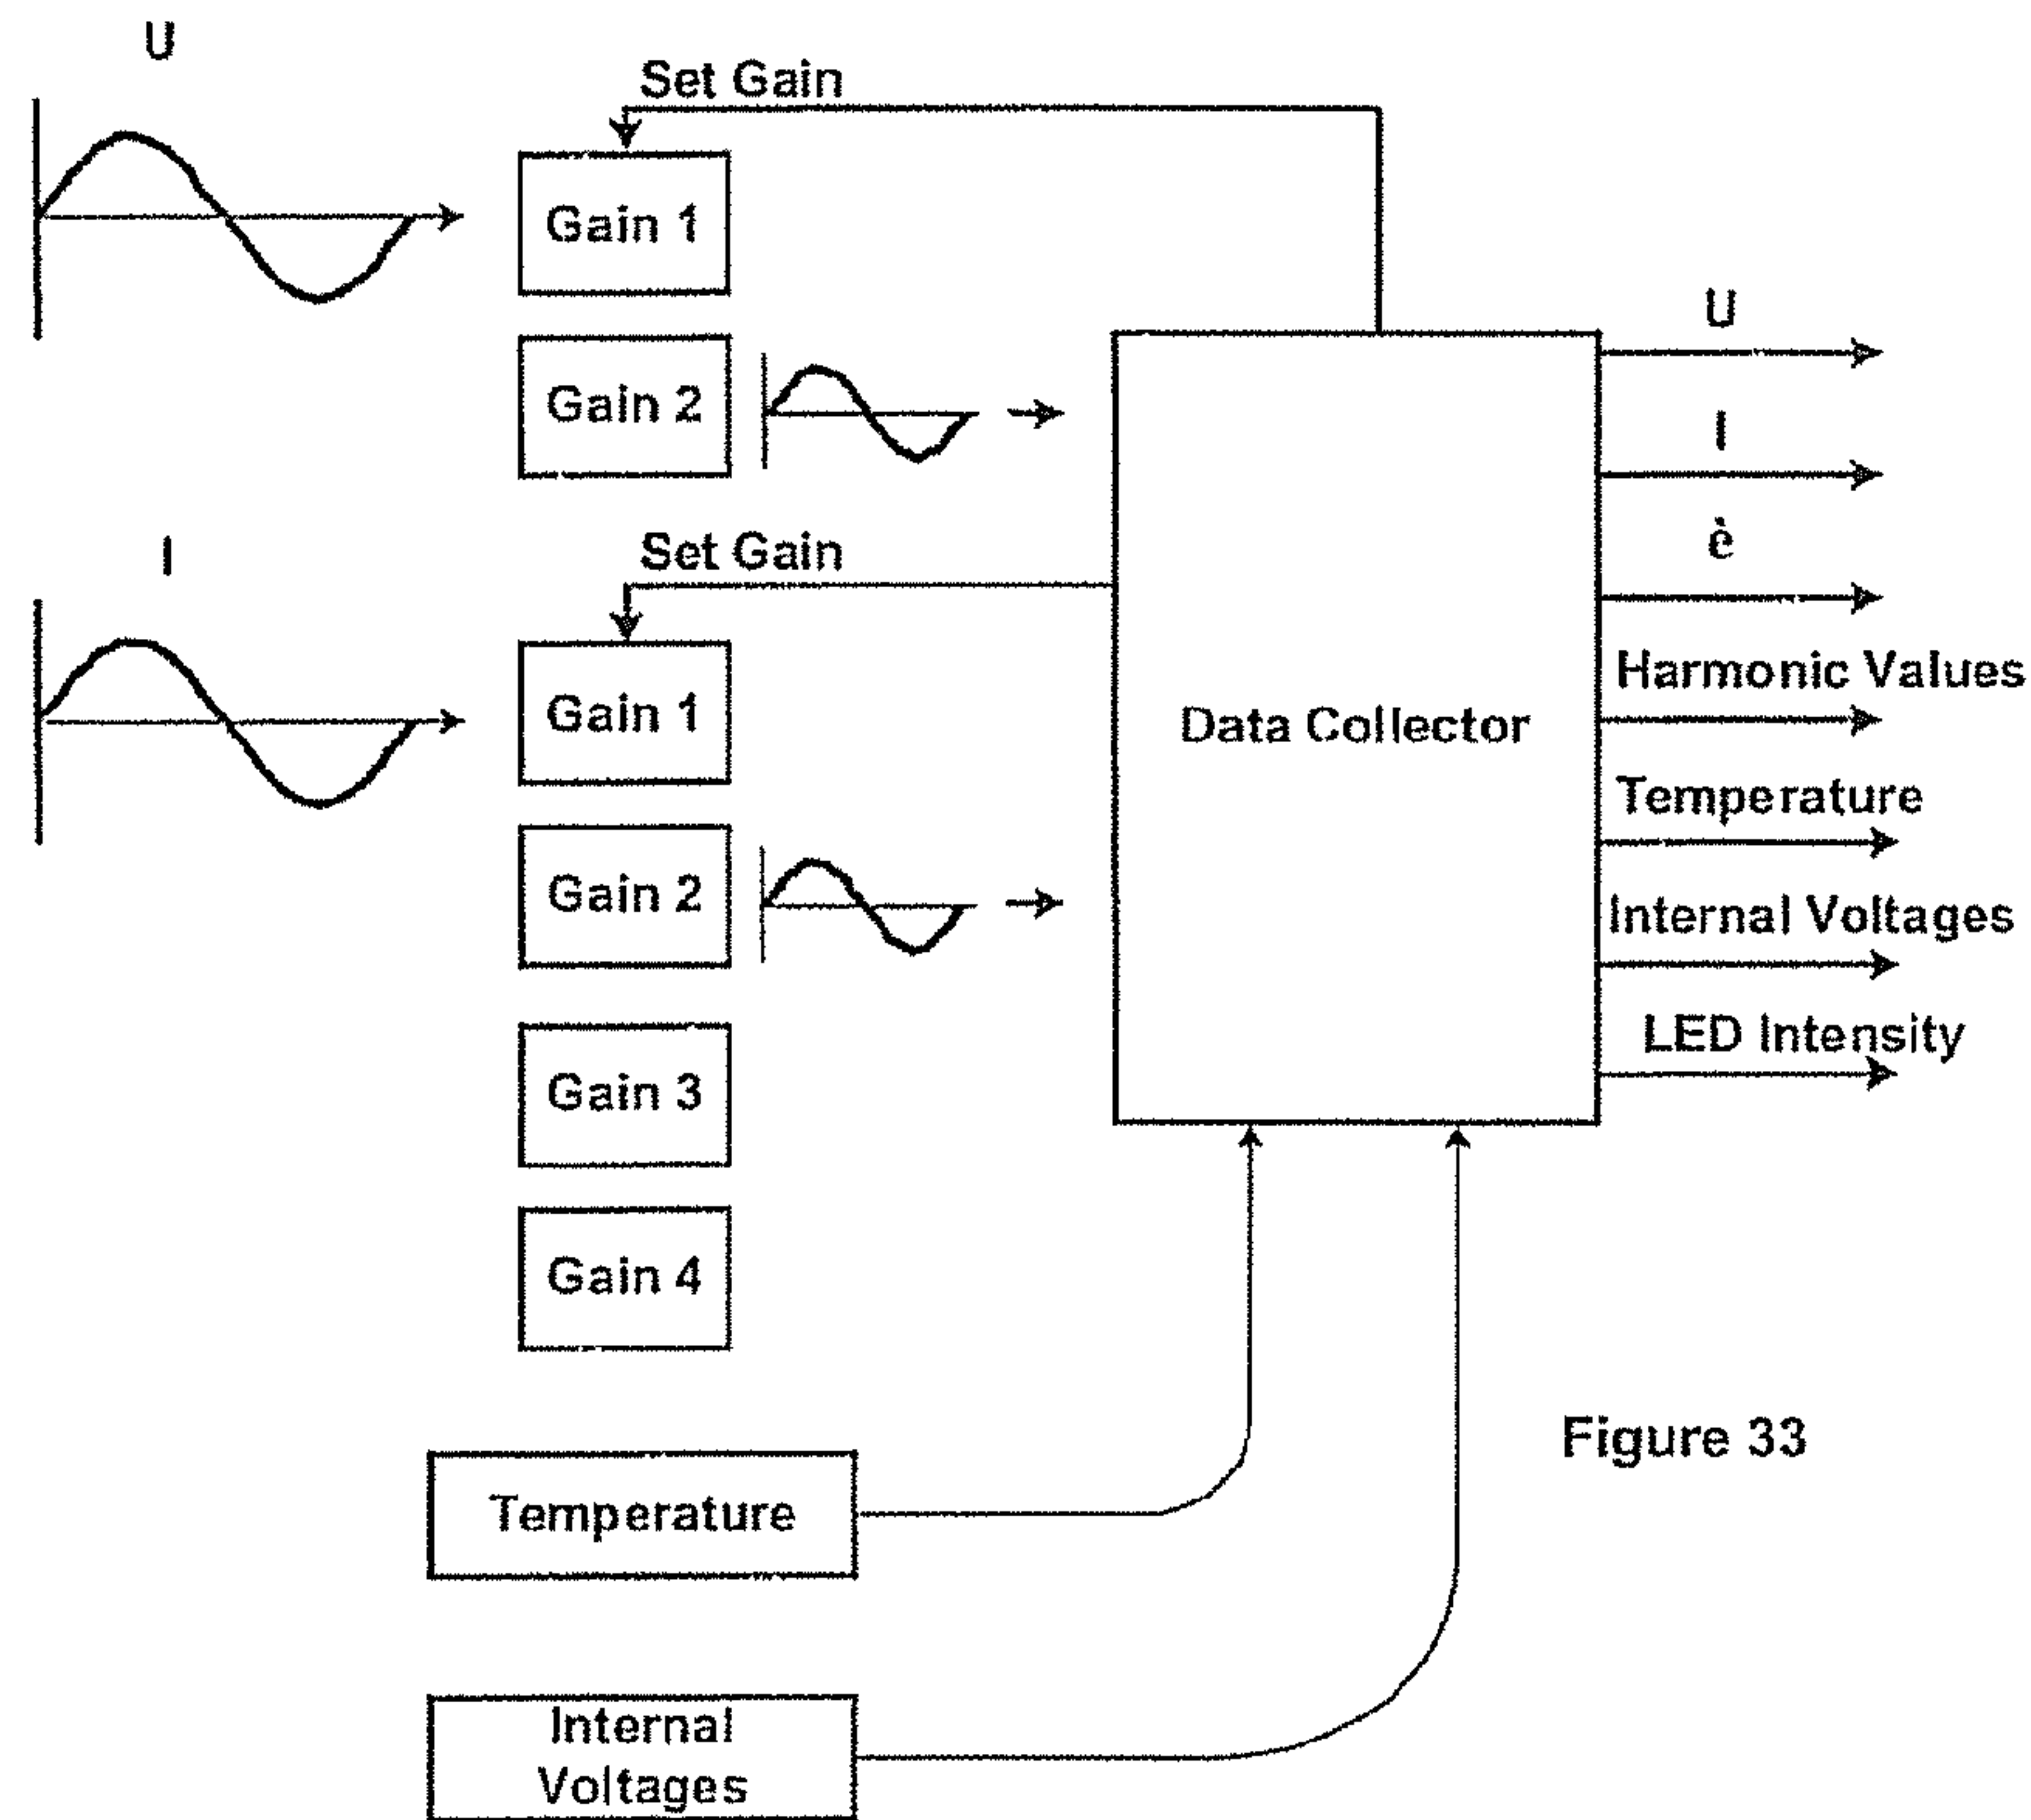 U
Set Gain
Gain 1
Gain 2
U
I
è
Harmonic Values
Temperature
Internal Voltages
LED Intensity
Data Collector
I
Set Gain
Gain 1
Gain 2
Gain 3
Gain 4
Temperature
Internal
Voltages
Figure 33